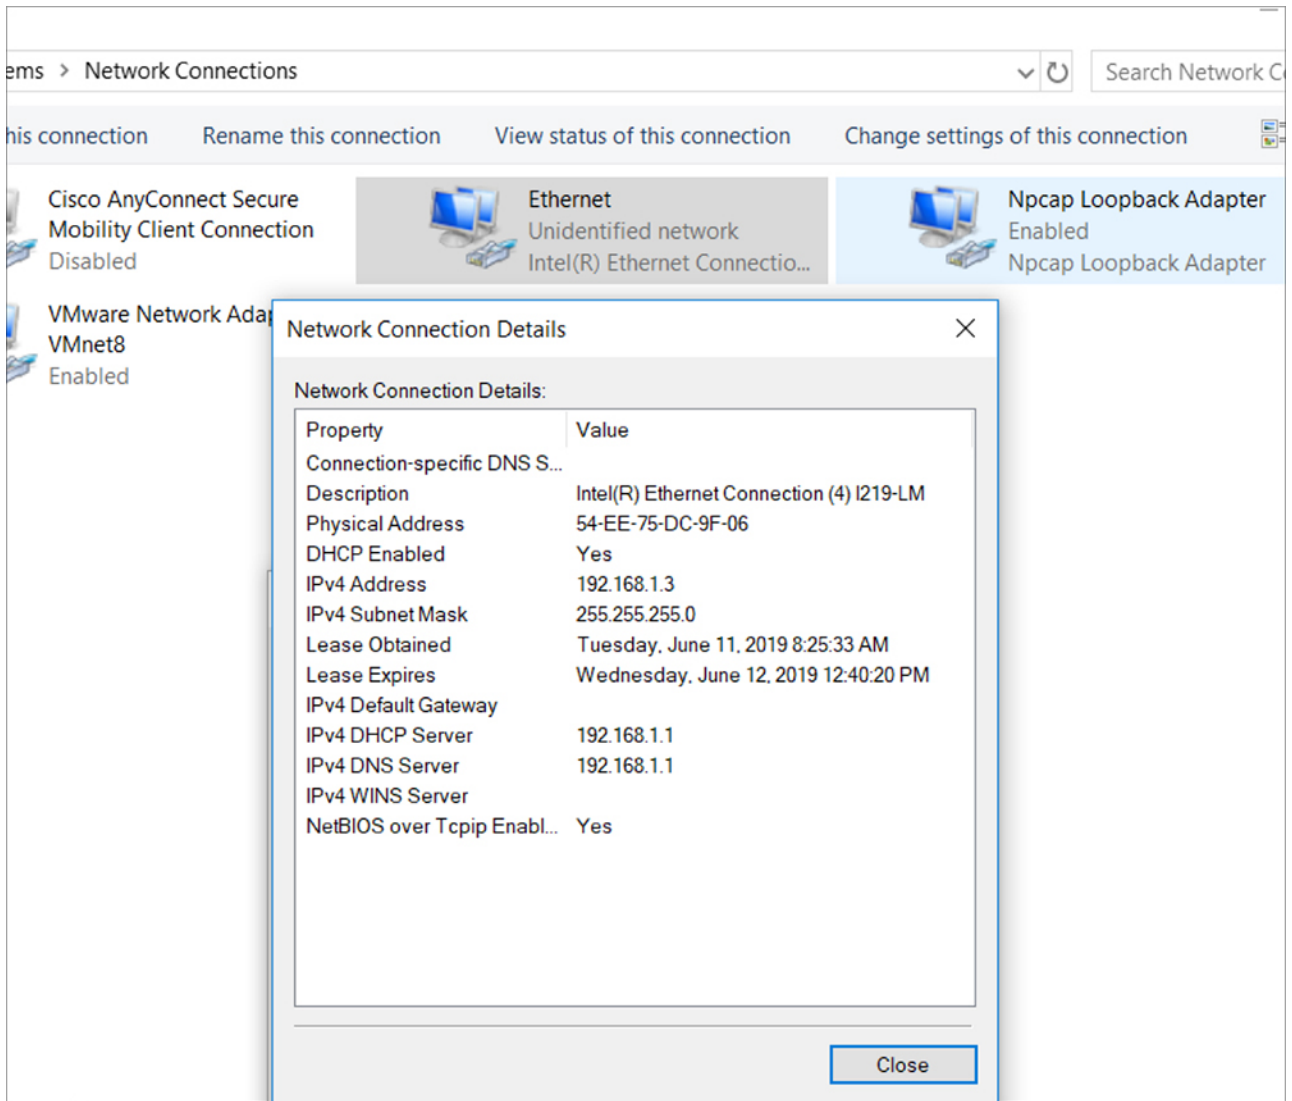 ems > Network Connections
Search Network C
his connection Rename this connection View status of this connection Change settings of this connection
Cisco AnyConnect Secure
Mobility Client Connection
Disabled
Ethernet
Unidentified network
Intel(R) Ethernet Connectio...
Npcap Loopback Adapter
Enabled
Npcap Loopback Adapter
VMware Network Ada
VMnet8
Enabled
Network Connection Details
Network Connection Details:
Property Value
Connection-specific DNS S...
Description Intel(R) Ethernet Connection (4) I219-LM
Physical Address 54-EE-75-DC-9F-06
DHCP Enabled Yes
IPv4 Address 192.168.1.3
IPv4 Subnet Mask 255.255.255.0
Lease Obtained Tuesday, June 11, 2019 8:25:33 AM
Lease Expires Wednesday, June 12, 2019 12:40:20 PM
IPv4 Default Gateway
IPv4 DHCP Server 192.168.1.1
IPv4 DNS Server 192.168.1.1
IPv4 WINS Server
NetBIOS over Tcpip Enabl... Yes
Close